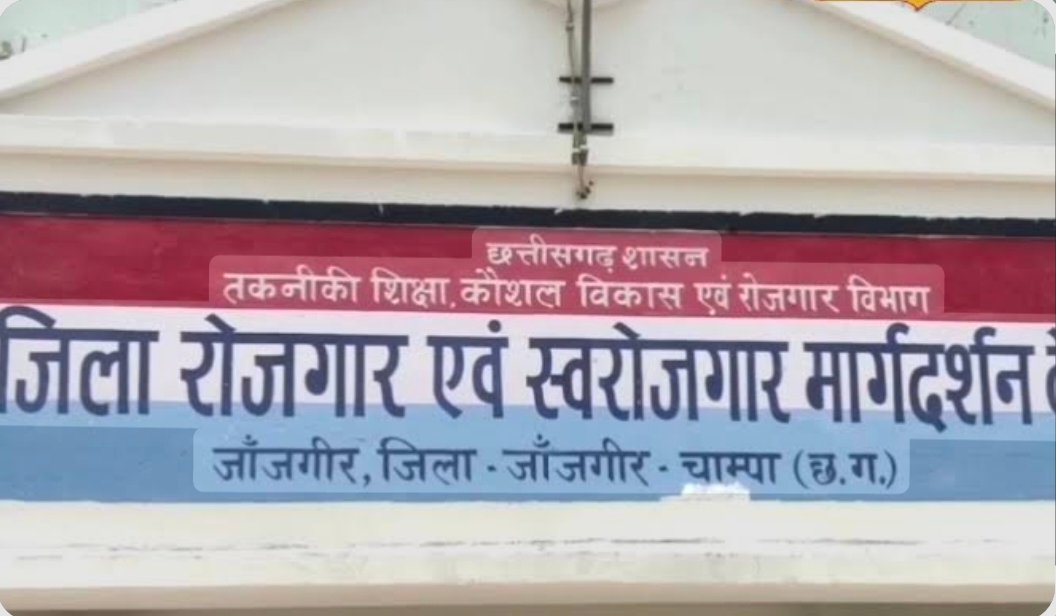 छत्तीसगढ़ शासन
तकनीकी शिक्षा, कौशल विकास एवं रोजगार विभाग
जिला रोजगार एवं स्वरोजगार मार्गदर्शन
जाँजगीर, जिला - जाँजगीर - चाम्पा (छ.ग.)